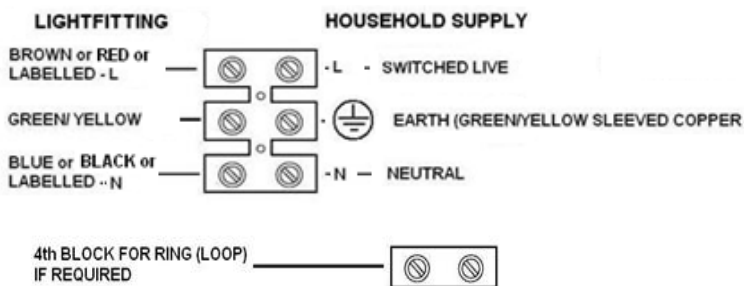 LIGHTFITTING
HOUSEHOLD SUPPLY
BROWN or RED or
LABELLED - L
- L - SWITCHED LIVE
GREEN/ YELLOW
- EARTH (GREEN/YELLOW SLEEVED COPPER
BLUE or BLACK or
LABELLED -- N
- N — NEUTRAL
4th BLOCK FOR RING (LOOP)
IF REQUIRED